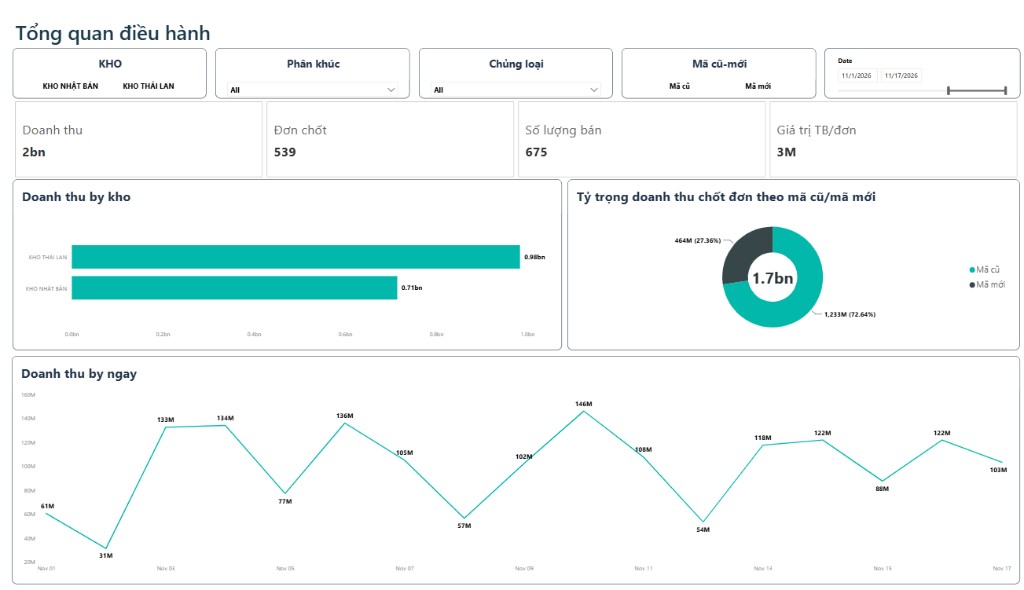 Tổng quan điều hành
KHO
KHO NHẬT BẢN KHO THÁI LAN
Phân khúc
All
Chủng loại
All
Mã cũ-mới
Mã cũ Mã mới
Date
11/1/2026 11/17/2026
Doanh thu
2bn
Đơn chốt
539
Số lượng bán
675
Giá trị TB/đơn
3M
Doanh thu by kho
KHO THÁI LAN 0.98bn
KHO NHẬT BẢN 0.71bn
0.0bn 0.2bn 0.4bn 0.6bn 0.8bn 1.0bn
Tỷ trọng doanh thu chốt đơn theo mã cũ/mã mới
464M (27.36%)
1.7bn
1,233M (72.64%)
Mã cũ
Mã mới
Doanh thu by ngay
160M
140M
120M
100M
80M
60M
40M
20M
61M 31M 133M 134M 77M 136M 105M 57M 102M 146M 108M 54M 118M 122M 88M 122M 103M
Nov 01 Nov 03 Nov 05 Nov 07 Nov 09 Nov 11 Nov 13 Nov 15 Nov 17